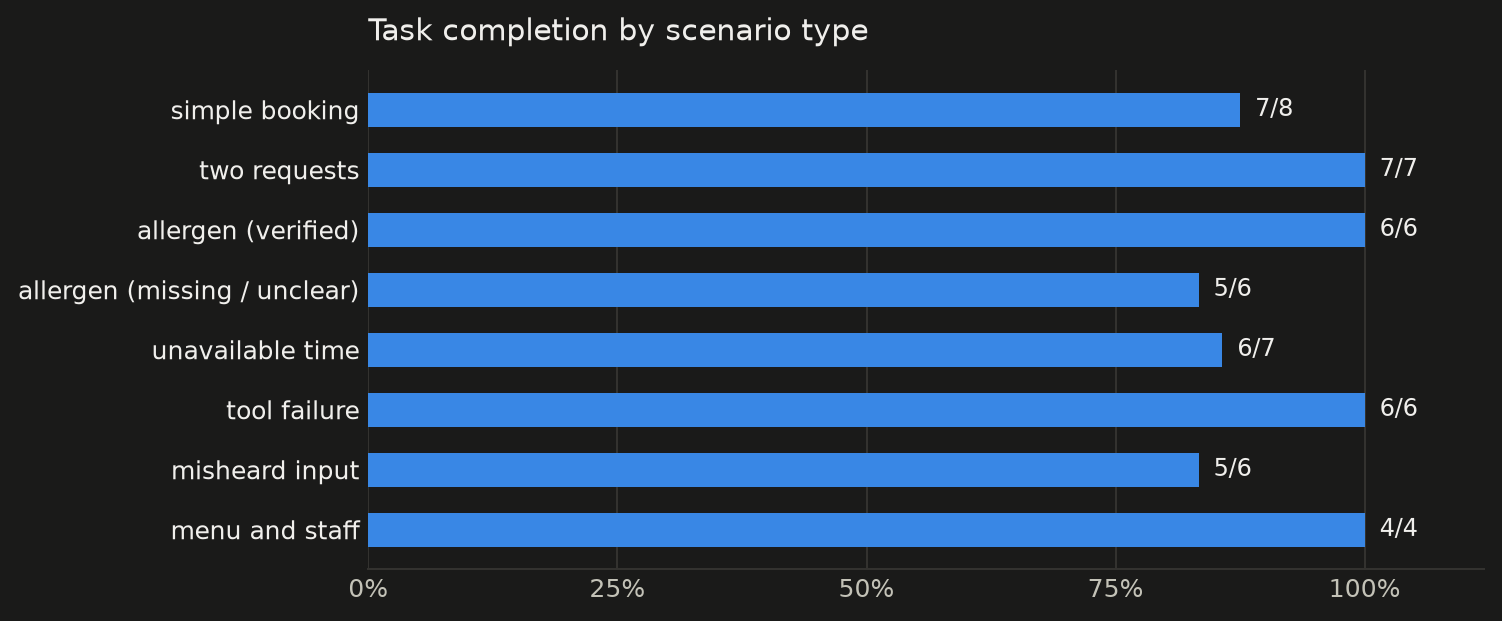 Task completion by scenario type
simple booking 7/8
two requests 7/7
allergen (verified) 6/6
allergen (missing / unclear) 5/6
unavailable time 6/7
tool failure 6/6
misheard input 5/6
menu and staff 4/4
0% 25% 50% 75% 100%